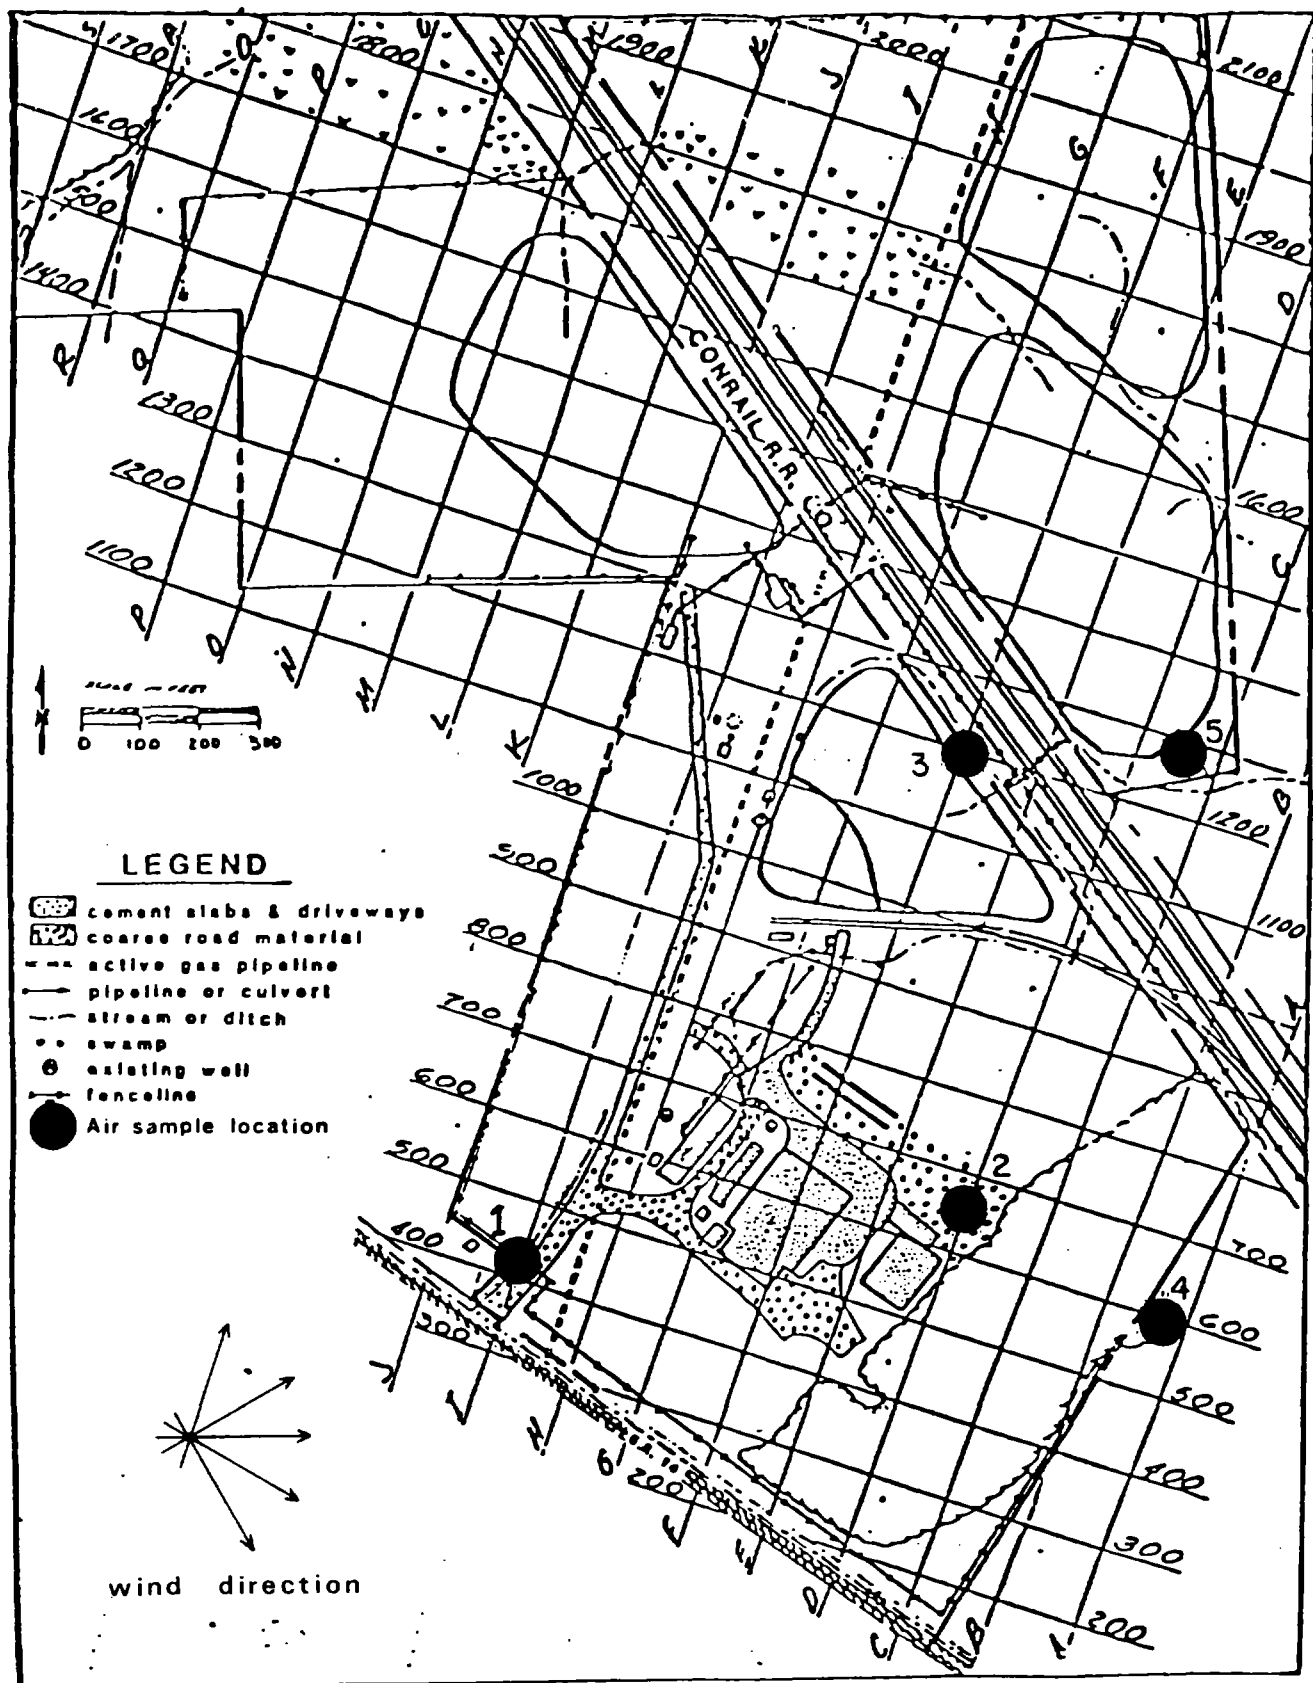 S 1700 R Q P 1800 N 1900 L K J 2000 I 2100
1600 G F E
1500 1900
1400 D
R Q
CONRAIL R.R. CO
1300
1200
1600
1100
C
P O N M L K
SCALE IN FEET
0 100 200 300
N
1000
3
5
B
1200
LEGEND
900
cement slabs & driveways
1100
coarse road material
800
active gas pipeline
pipeline or culvert
700
stream or ditch
swamp
existing well
600
fenceline
Air sample location
500
2
1
400
700
4
600
300
J
500
I
H
G 200
400
F
E
300
D
wind direction
C B A
200